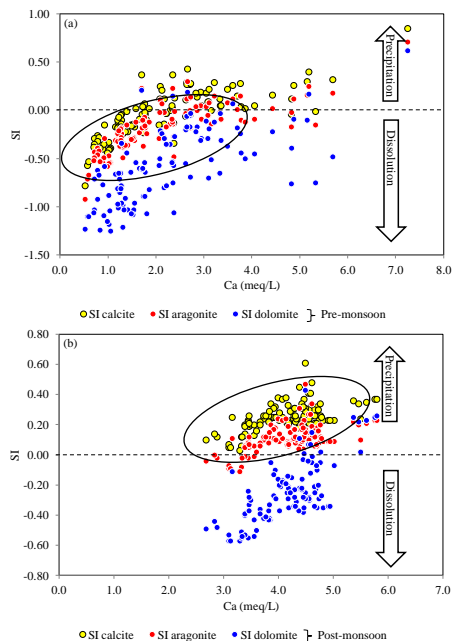 (a)
1.00
0.50
0.00
-0.50
-1.00
-1.50
SI
Precipitation
Dissolution
0.0 1.0 2.0 3.0 4.0 5.0 6.0 7.0 8.0
Ca (meq/L)
SI calcite SI aragonite SI dolomite } Pre-monsoon
(b)
0.80
0.60
0.40
0.20
0.00
-0.20
-0.40
-0.60
-0.80
SI
Precipitation
Dissolution
0.0 1.0 2.0 3.0 4.0 5.0 6.0 7.0 8.0
Ca (meq/L)
SI calcite SI aragonite SI dolomite } Post-monsoon